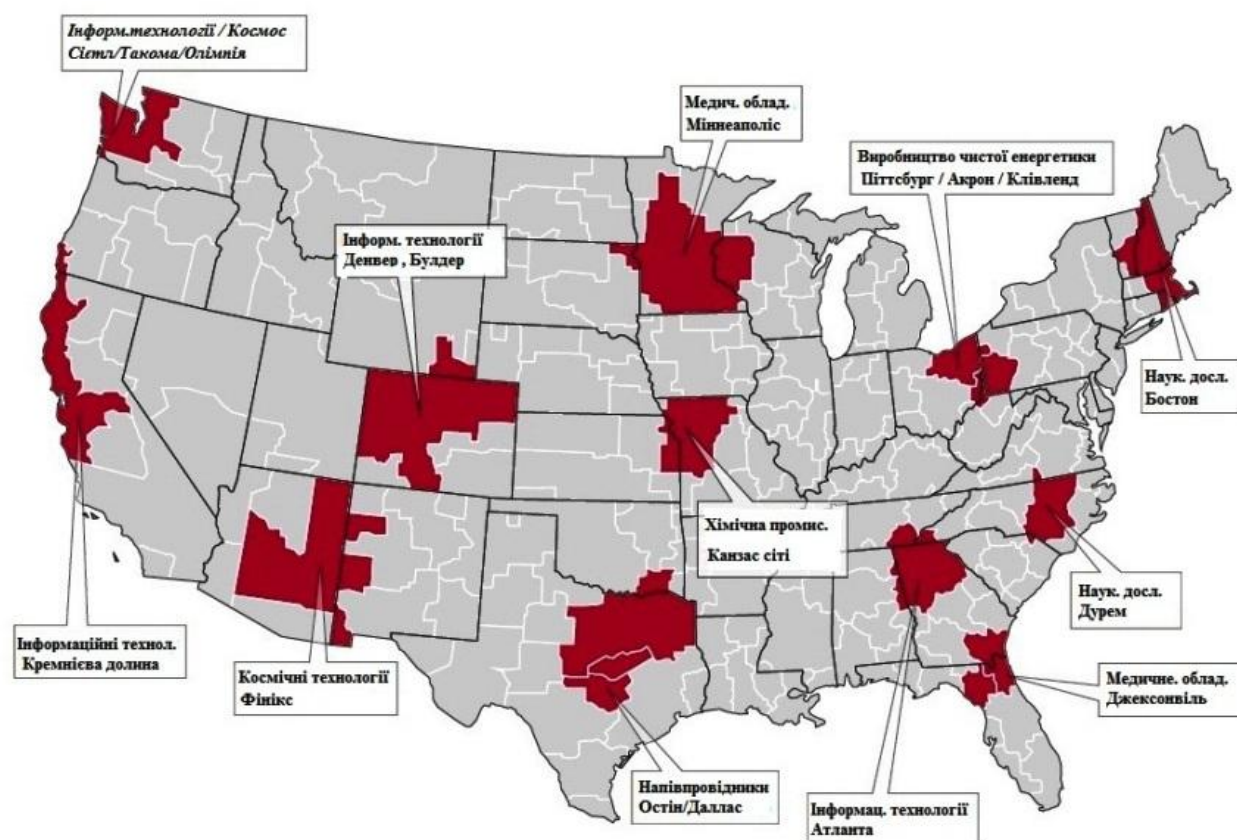 Інформ.технології / Космос
Сієтл/Такома/Олімпія
Медич. облад.
Міннеаполіс
Виробництво чистої енергетики
Піттсбург / Акрон / Клівленд
Інформ. технології
Денвер , Булдер
Наук. досл.
Бостон
Хімічна промис.
Канзас сіті
Наук. досл.
Дурем
Інформаційні технол.
Кремнієва долина
Космічні технології
Фінікс
Медичне. облад.
Джексонвіль
Напівпровідники
Остін/Даллас
Інформац. технології
Атланта